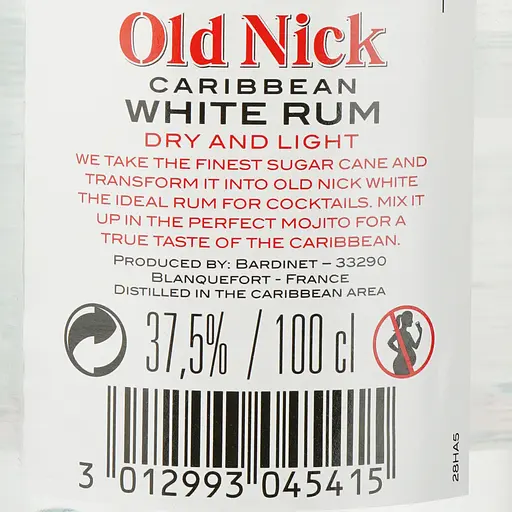 Old Nick
CARIBBEAN
WHITE RUM
DRY AND LIGHT
WE TAKE THE FINEST SUGAR CANE AND
TRANSFORM IT INTO OLD NICK WHITE
THE IDEAL RUM FOR COCKTAILS. MIX IT
UP IN THE PERFECT MOJITO FOR A
TRUE TASTE OF THE CARIBBEAN.
PRODUCED BY: BARDINET – 33290
BLANQUEFORT - FRANCE
DISTILLED IN THE CARIBBEAN AREA
37,5% / 100 cl
3 012993 045415
28HA5